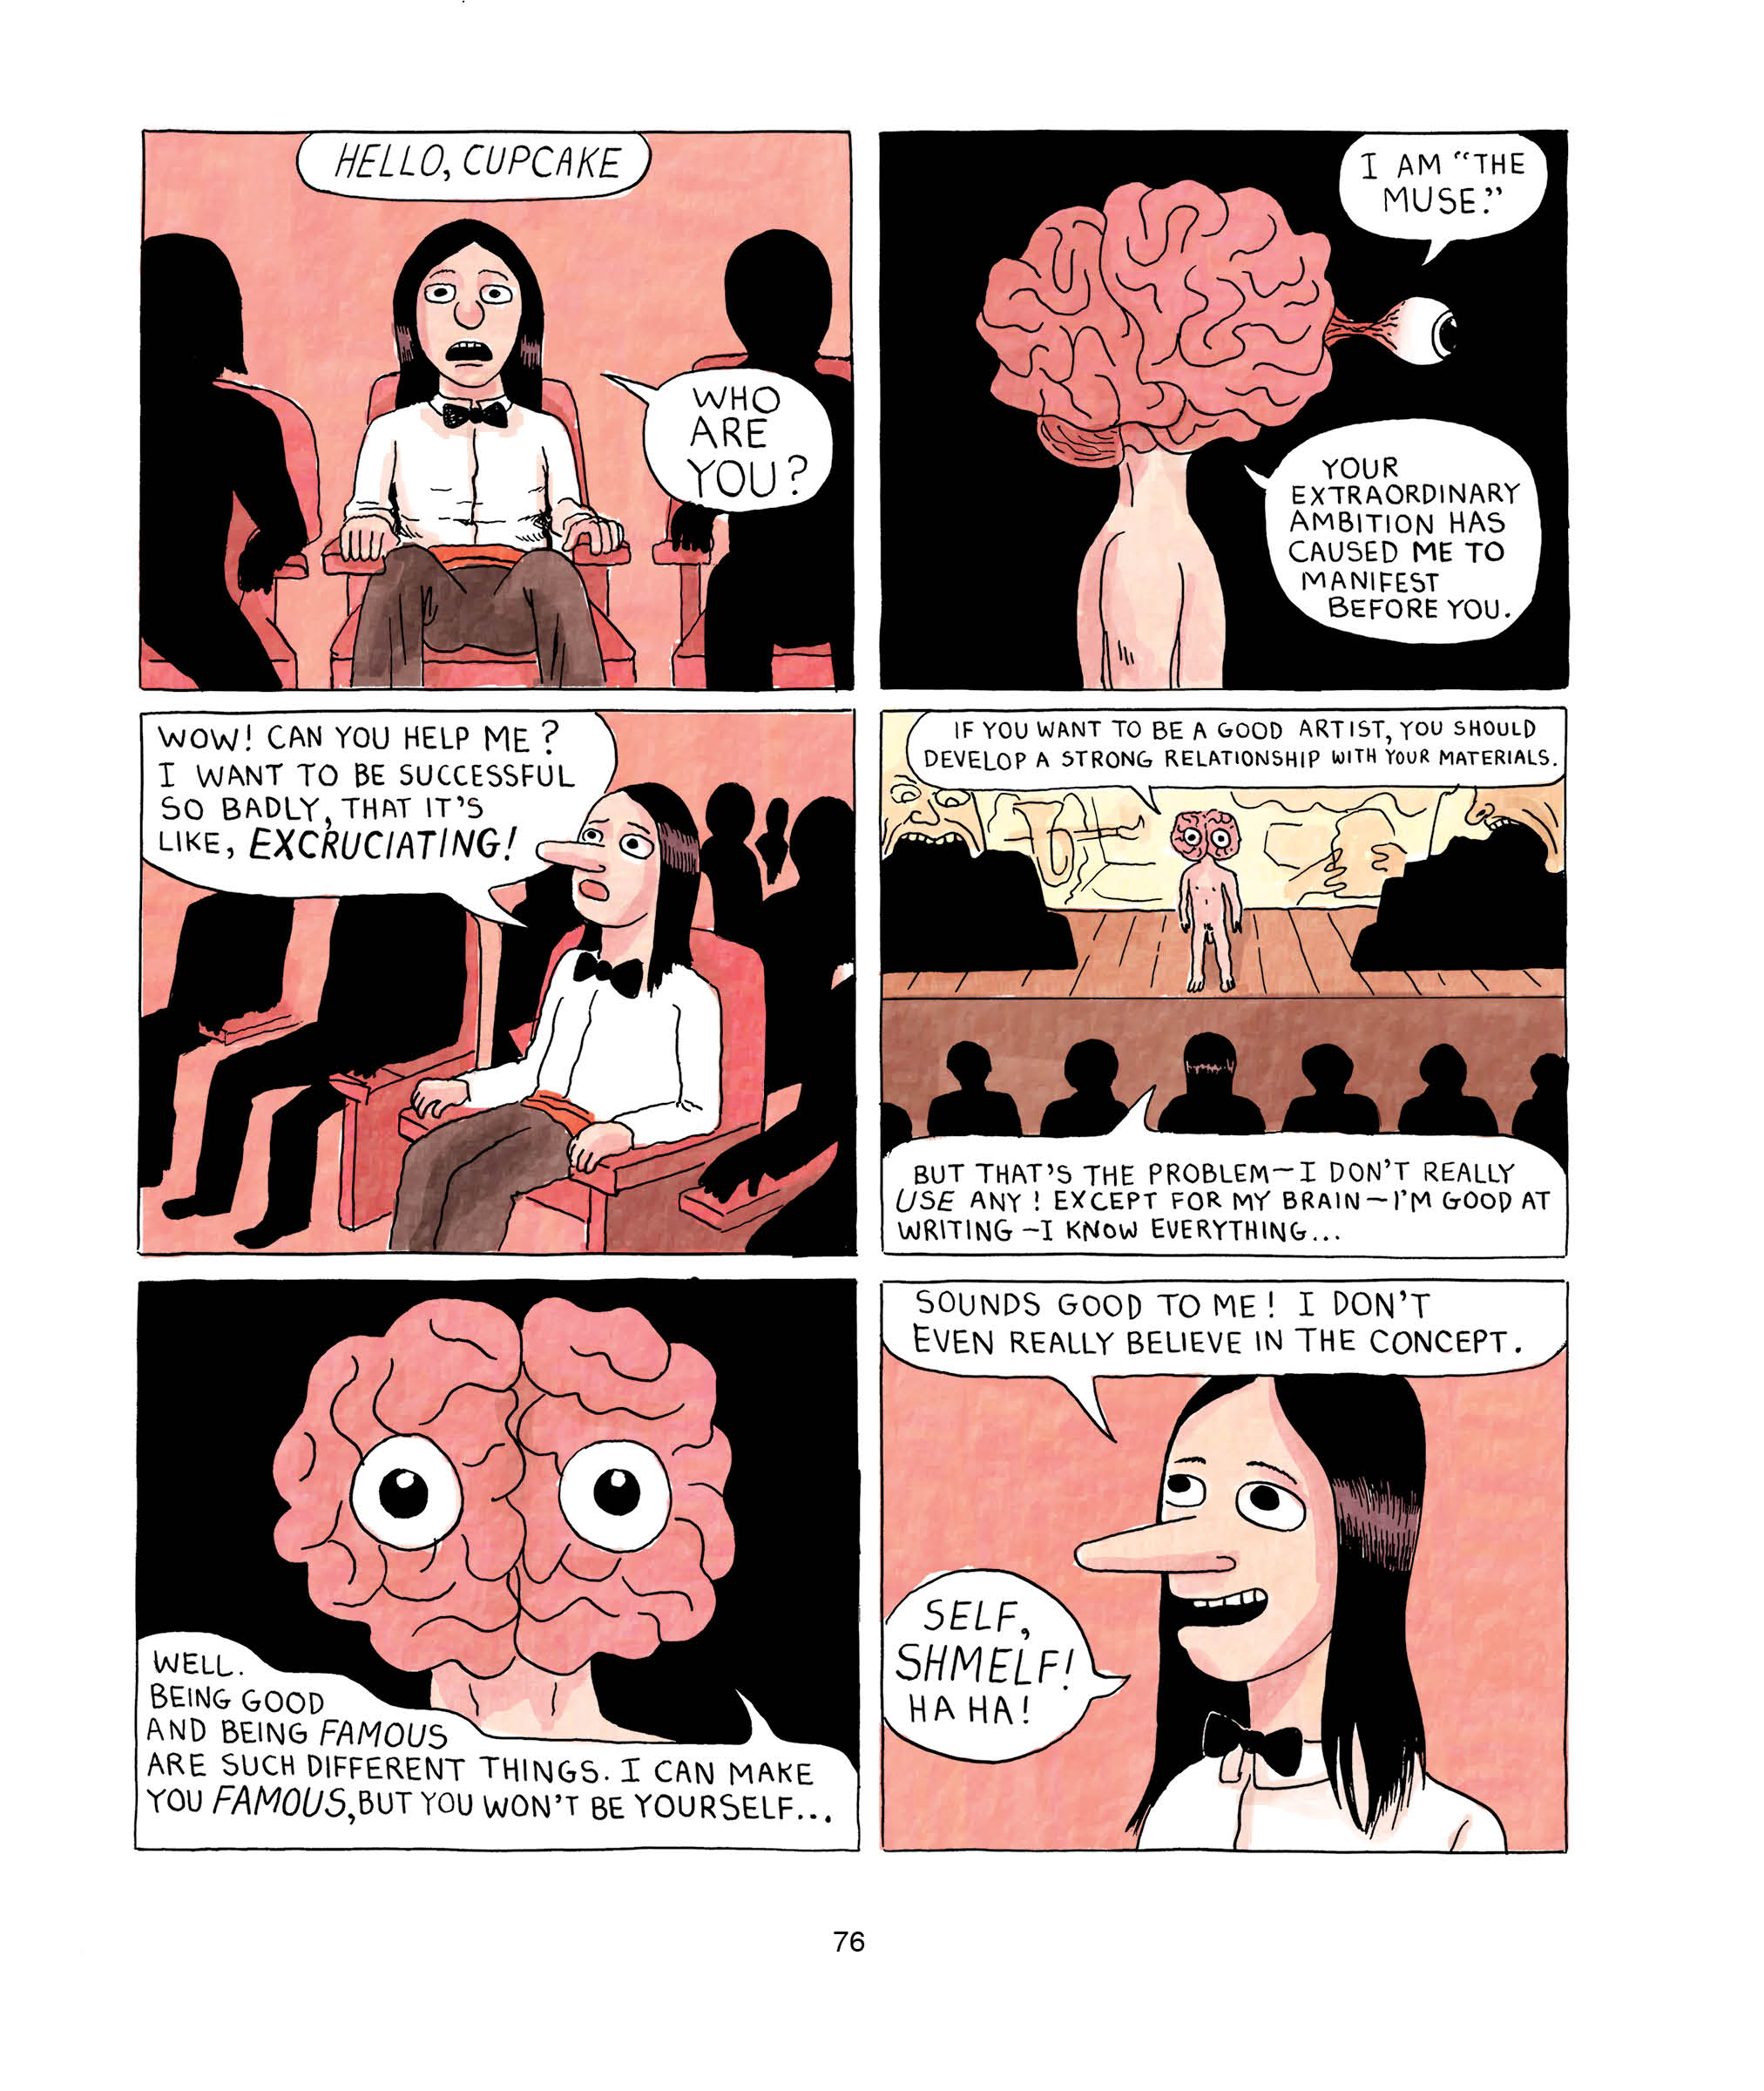 HELLO, CUPCAKE
WHO
ARE
YOU?
I AM "THE
MUSE."
YOUR
EXTRAORDINARY
AMBITION HAS
CAUSED ME TO
MANIFEST
BEFORE YOU.
WOW! CAN YOU HELP ME?
I WANT TO BE SUCCESSFUL
SO BADLY, THAT IT'S
LIKE, EXCRUCIATING!
IF YOU WANT TO BE A GOOD ARTIST, YOU SHOULD
DEVELOP A STRONG RELATIONSHIP WITH YOUR MATERIALS.
BUT THAT'S THE PROBLEM—I DON'T REALLY
USE ANY! EXCEPT FOR MY BRAIN—I'M GOOD AT
WRITING—I KNOW EVERYTHING...
WELL.
BEING GOOD
AND BEING FAMOUS
ARE SUCH DIFFERENT THINGS. I CAN MAKE
YOU FAMOUS, BUT YOU WON'T BE YOURSELF...
SOUNDS GOOD TO ME! I DON'T
EVEN REALLY BELIEVE IN THE CONCEPT.
SELF,
SHMELF!
HA HA!
76